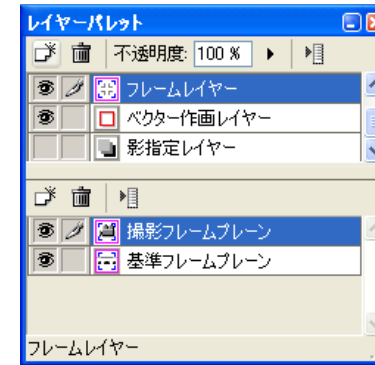 レイヤーパレット
不透明度: 100 %
フレームレイヤー
ベクター作画レイヤー
影指定レイヤー
撮影フレームプレーン
基準フレームプレーン
フレームレイヤー